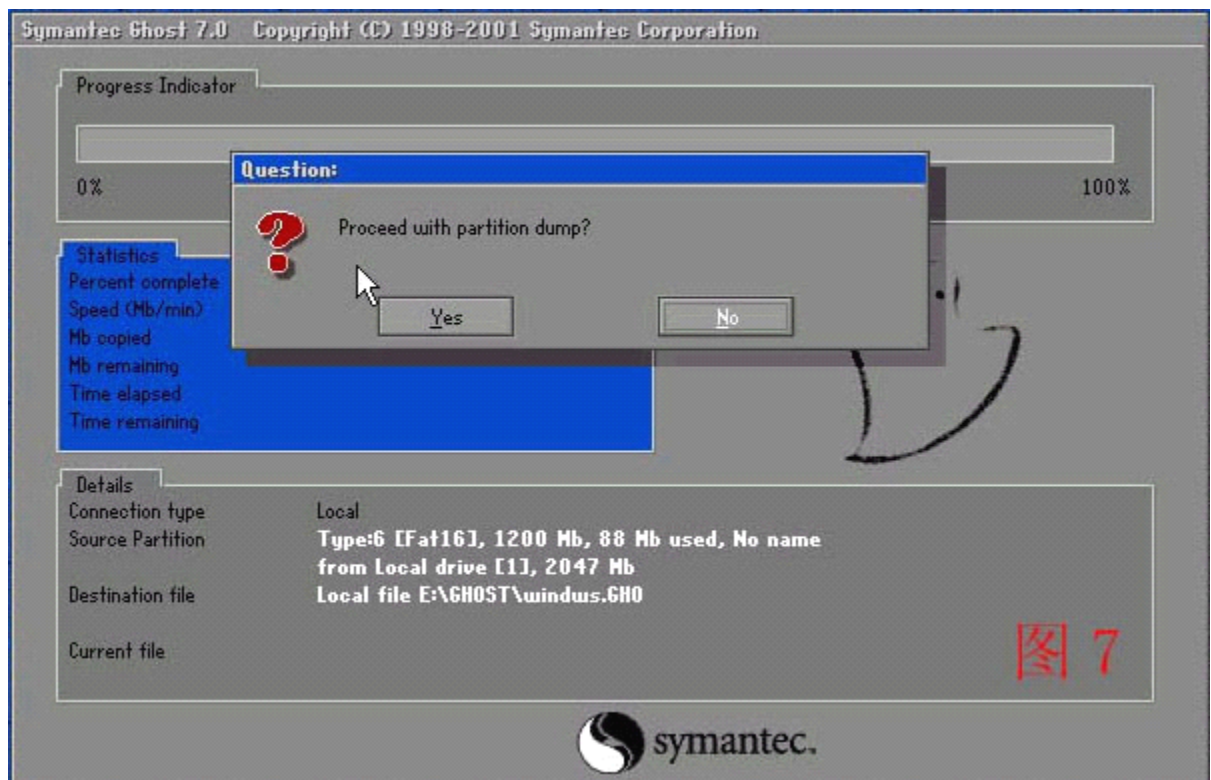 Symantec Ghost 7.0 Copyright (C) 1998-2001 Symantec Corporation
Progress Indicator
0%
100%
Question:
Proceed with partition dump?
Yes
No
Statistics
Percent complete
Speed (Mb/min)
Mb copied
Mb remaining
Time elapsed
Time remaining
Details
Connection type Local
Source Partition Type:6 [Fat16], 1200 Mb, 88 Mb used, No name
from Local drive [1], 2047 Mb
Destination file Local file E:\GHOST\windws.GHO
Current file
图 7
symantec.